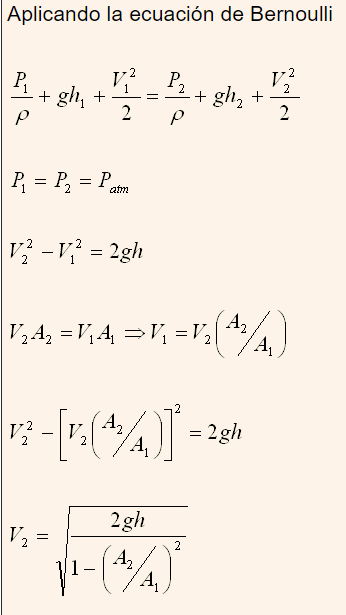 Aplicando la ecuación de Bernoulli
P₁/ρ + gh₁ + V₁²/2 = P₂/ρ + gh₂ + V₂²/2
P₁ = P₂ = Pₐₜₘ
V₂² − V₁² = 2gh
V₂A₂ = V₁A₁ ⇒ V₁ = V₂(A₂/A₁)
V₂² − [V₂(A₂/A₁)]² = 2gh
V₂ = √(2gh / (1 − (A₂/A₁)²))